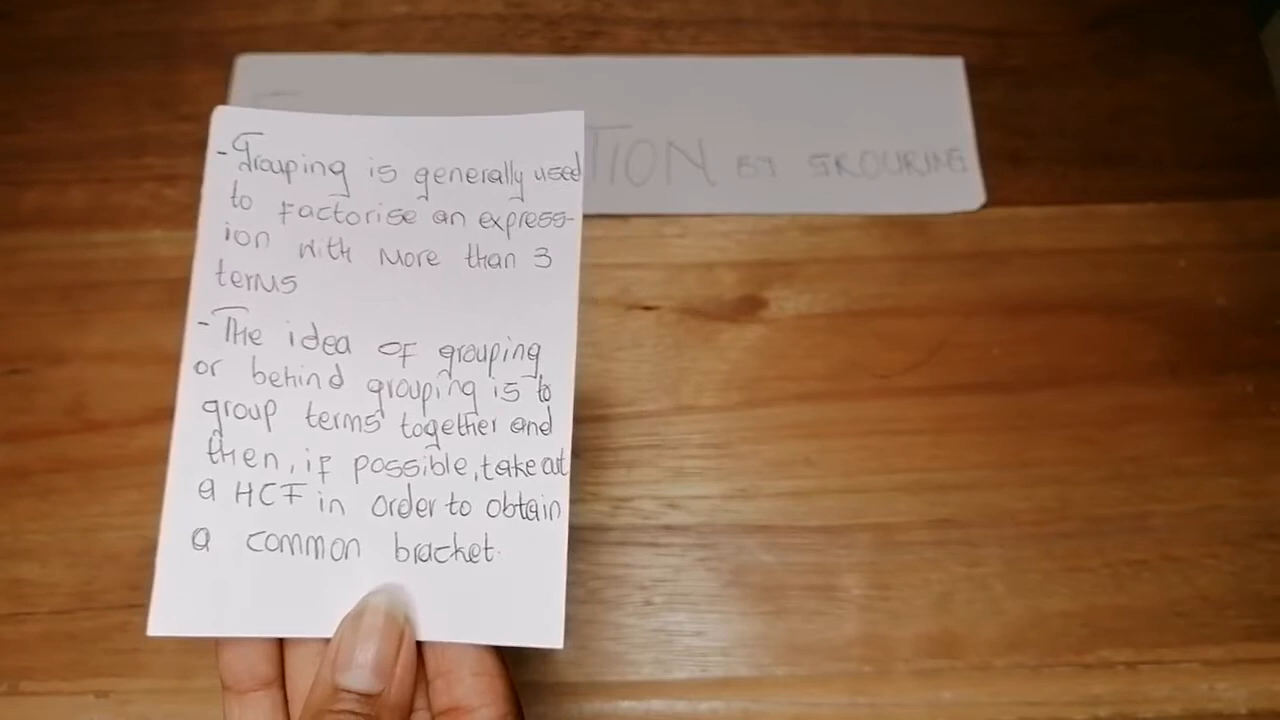 TION BY GROUPING
- Grouping is generally used
to Factorise an express-
ion with More than 3
terms
- The idea of grouping
or behind grouping is to
group terms together and
then, if possible, take out
a HCF in order to obtain
a common bracket.